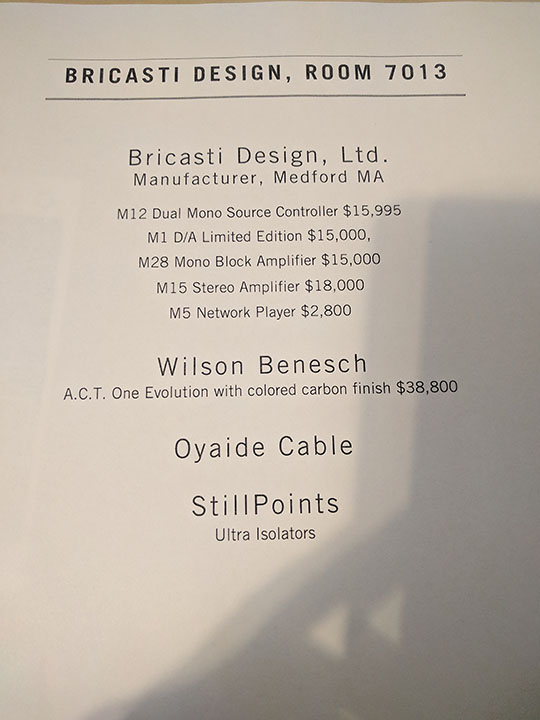 BRICASTI DESIGN, ROOM 7013
Bricasti Design, Ltd.
Manufacturer, Medford MA
M12 Dual Mono Source Controller $15,995
M1 D/A Limited Edition $15,000,
M28 Mono Block Amplifier $15,000
M15 Stereo Amplifier $18,000
M5 Network Player $2,800
Wilson Benesch
A.C.T. One Evolution with colored carbon finish $38,800
Oyaide Cable
StillPoints
Ultra Isolators